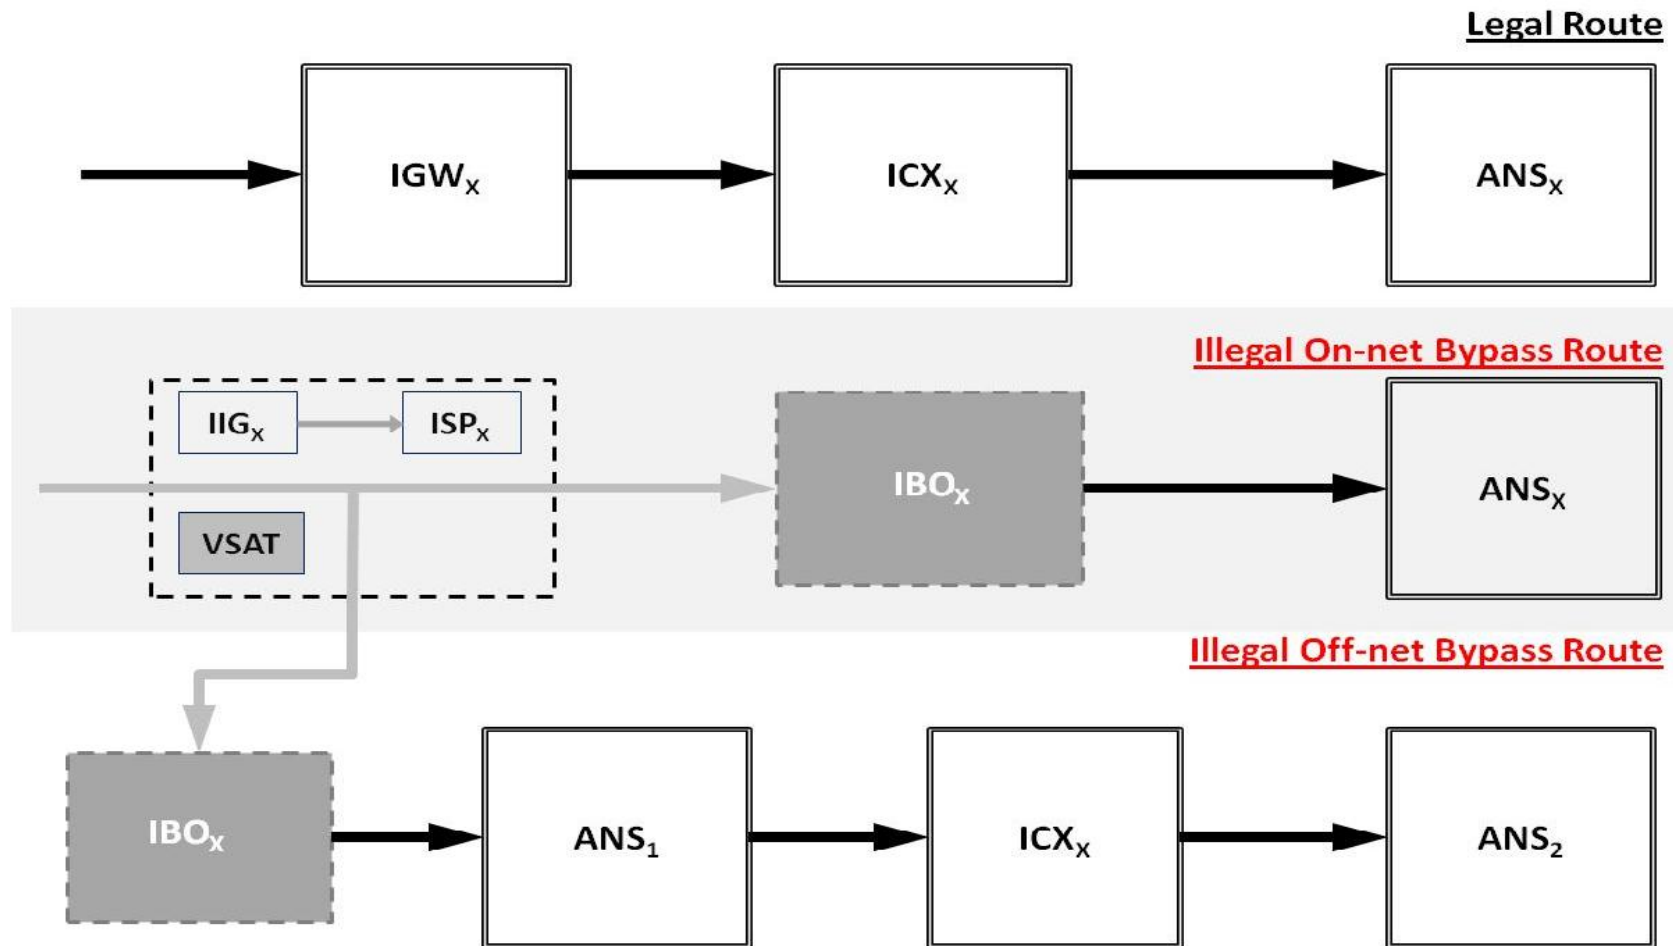 Legal Route
IGWX
ICXX
ANSX
Illegal On-net Bypass Route
IIGX
ISPX
IBOX
ANSX
VSAT
Illegal Off-net Bypass Route
IBOX
ANS1
ICXX
ANS2